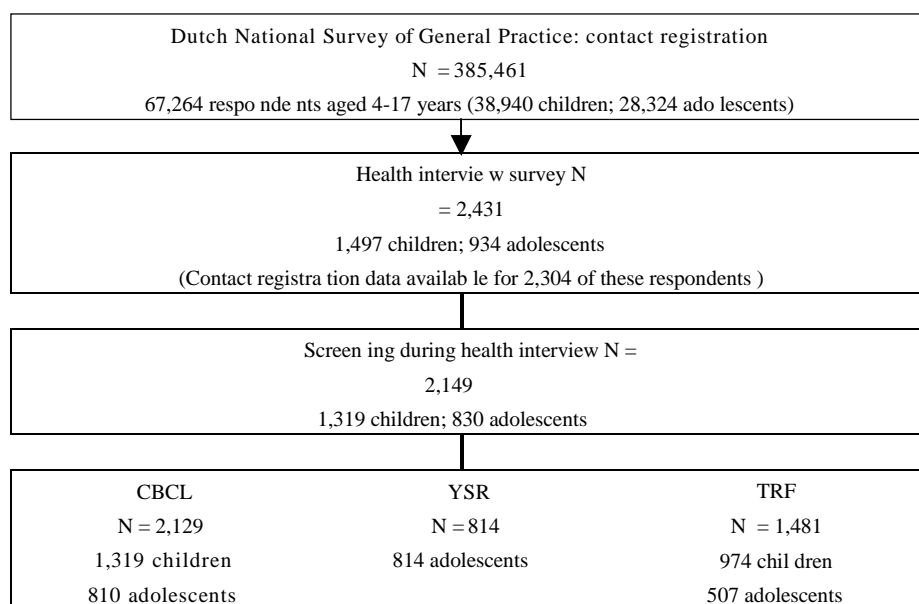 Dutch National Survey of General Practice: contact registration
N = 385,461
67,264 respo nde nts aged 4-17 years (38,940 children; 28,324 ado lescents)
Health intervie w survey N
= 2,431
1,497 children; 934 adolescents
(Contact registra tion data availab le for 2,304 of these respondents )
Screen ing during health interview N =
2,149
1,319 children; 830 adolescents
CBCL
N = 2,129
1,319 children
810 adolescents
YSR
N = 814
814 adolescents
TRF
N = 1,481
974 chil dren
507 adolescents